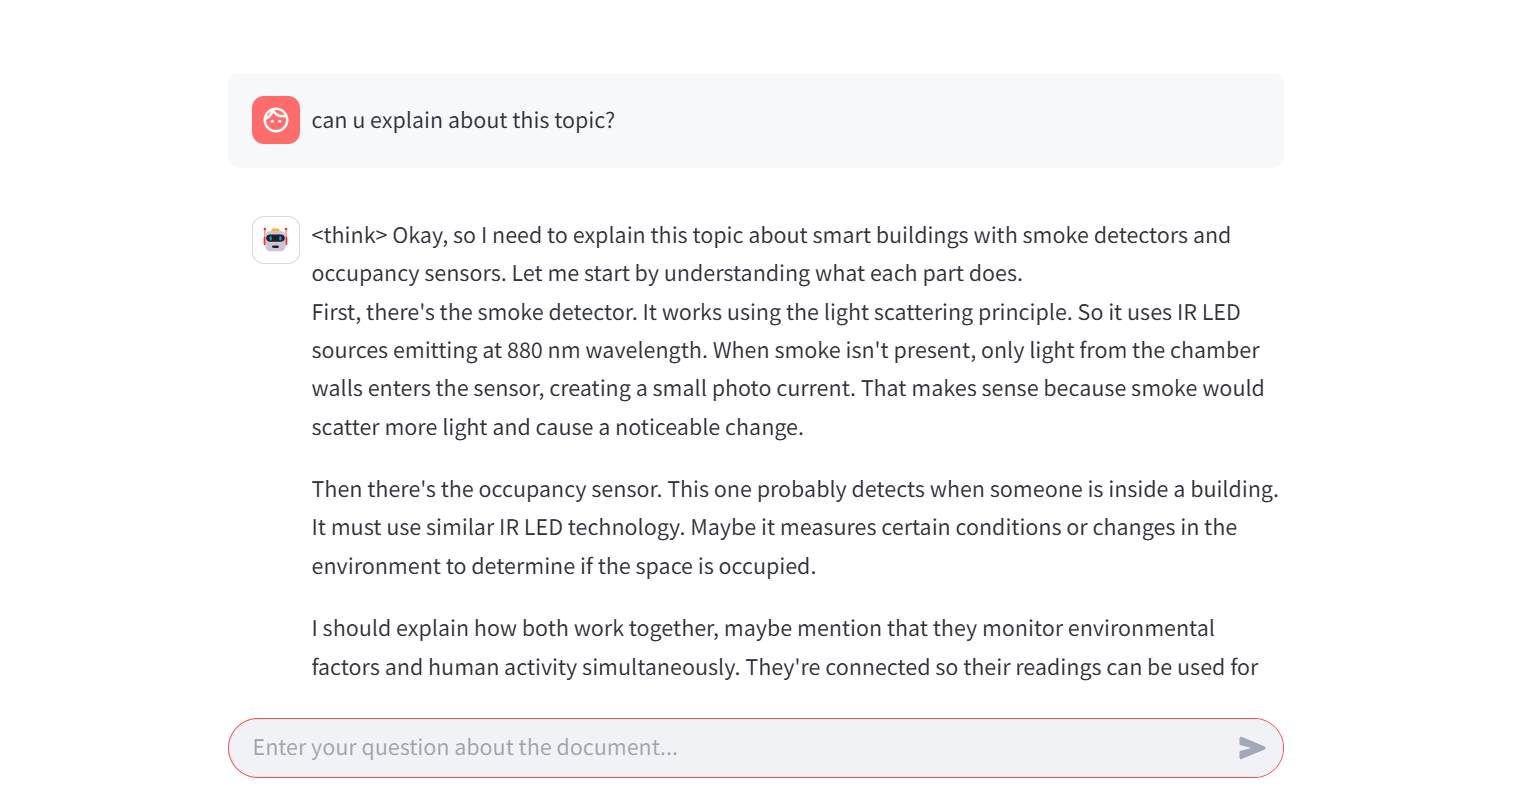 can u explain about this topic?
<think> Okay, so I need to explain this topic about smart buildings with smoke detectors and
occupancy sensors. Let me start by understanding what each part does.
First, there's the smoke detector. It works using the light scattering principle. So it uses IR LED
sources emitting at 880 nm wavelength. When smoke isn't present, only light from the chamber
walls enters the sensor, creating a small photo current. That makes sense because smoke would
scatter more light and cause a noticeable change.
Then there's the occupancy sensor. This one probably detects when someone is inside a building.
It must use similar IR LED technology. Maybe it measures certain conditions or changes in the
environment to determine if the space is occupied.
I should explain how both work together, maybe mention that they monitor environmental
factors and human activity simultaneously. They're connected so their readings can be used for
Enter your question about the document...